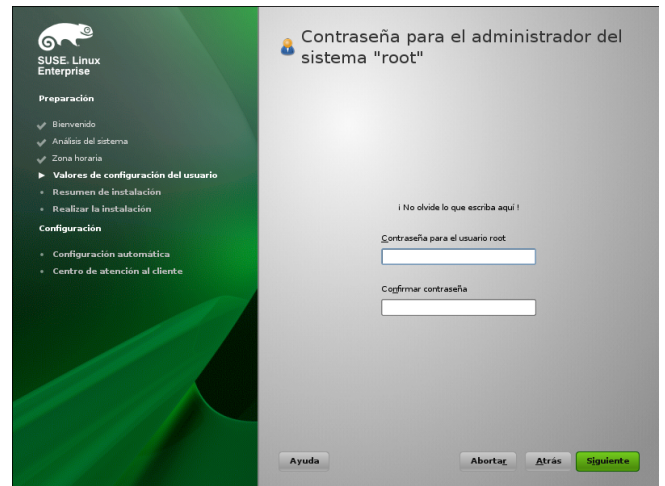 SUSE. Linux
Enterprise
Preparación
Bienvenido
Análisis del sistema
Zona horaria
Valores de configuración del usuario
Resumen de instalación
Realizar la instalación
Configuración
Configuración automática
Centro de atención al cliente
Contraseña para el administrador del
sistema "root"
¡ No olvide lo que escriba aquí !
Contraseña para el usuario root
Confirmar contraseña
Ayuda
Abortar
Atrás
Siguiente